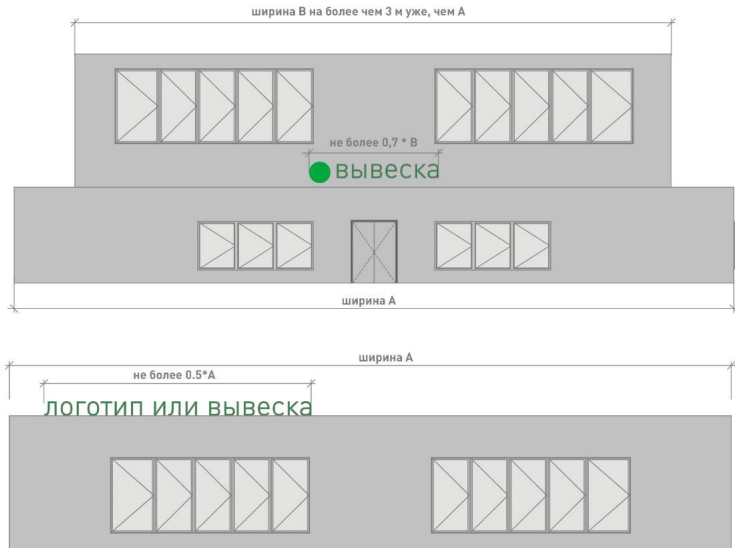 ширина В на более чем 3 м уже, чем А
не более 0,7 * В
вывеска
ширина А
ширина А
не более 0.5*А
логотип или вывеска